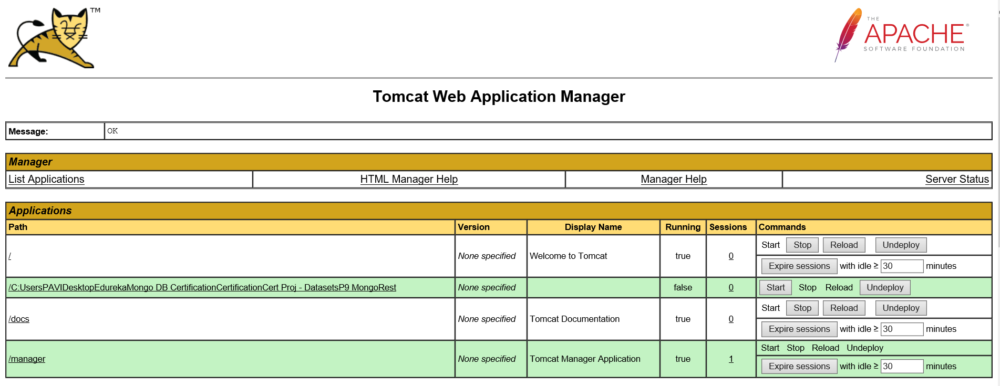 TM
THE
APACHE®
SOFTWARE FOUNDATION
Tomcat Web Application Manager
Message: OK
Manager
List Applications HTML Manager Help Manager Help Server Status
Applications
Path Version Display Name Running Sessions Commands
/ None specified Welcome to Tomcat true 0 Start Stop Reload Undeploy
Expire sessions with idle ≥ 30 minutes
/C:UsersPAVIDesktopEdurekaMongo DB CertificationCertificationCert Proj - DatasetsP9 MongoRest None specified false 0 Start Stop Reload Undeploy
/docs None specified Tomcat Documentation true 0 Start Stop Reload Undeploy
Expire sessions with idle ≥ 30 minutes
/manager None specified Tomcat Manager Application true 1 Start Stop Reload Undeploy
Expire sessions with idle ≥ 30 minutes